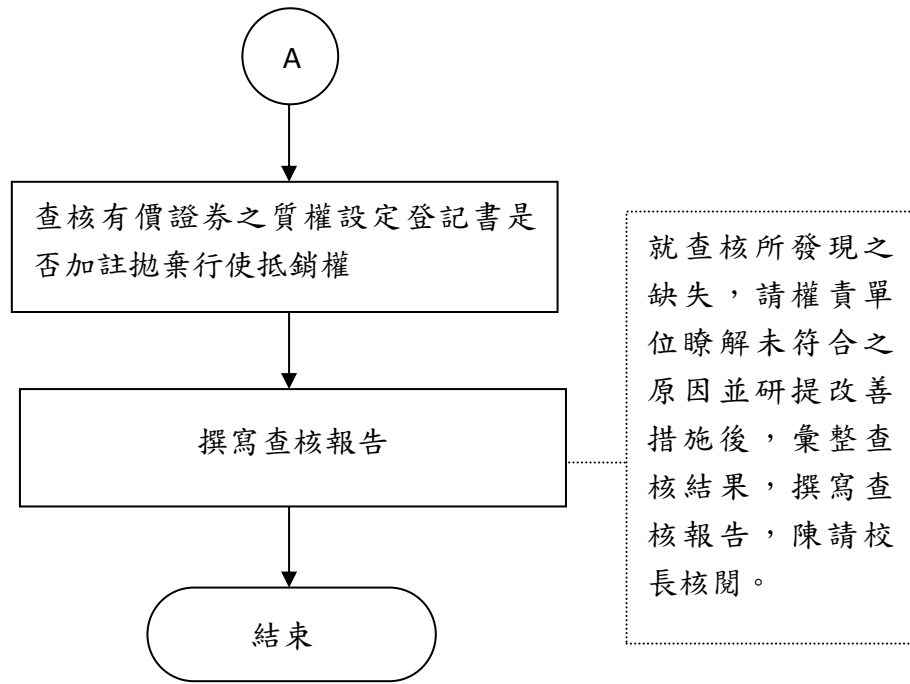 A
查核有價證券之質權設定登記書是
否加註拋棄行使抵銷權
撰寫查核報告
就查核所發現之
缺失，請權責單
位瞭解未符合之
原因並研提改善
措施後，彙整查
核結果，撰寫查
核報告，陳請校
長核閱。
結束